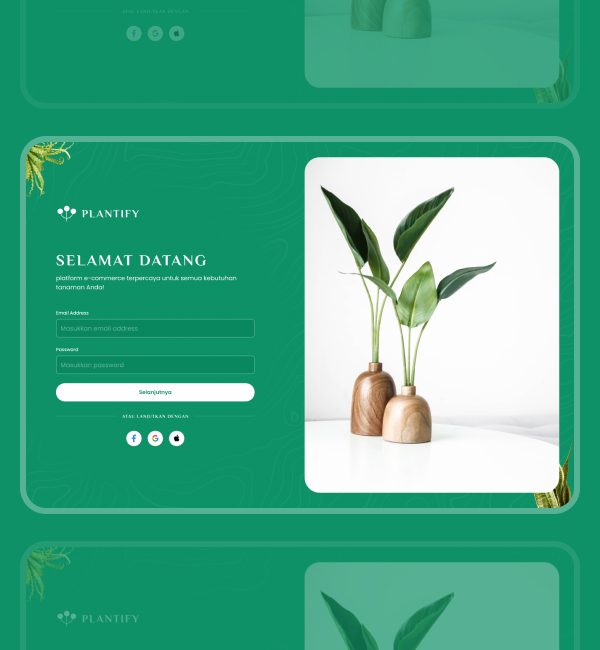 ATAU LANJUTKAN DENGAN
PLANTIFY
SELAMAT DATANG
platform e-commerce terpercaya untuk semua kebutuhan
tanaman Anda!
Email Address
Masukkan email address
Password
Masukkan password
Selanjutnya
ATAU LANJUTKAN DENGAN
PLANTIFY